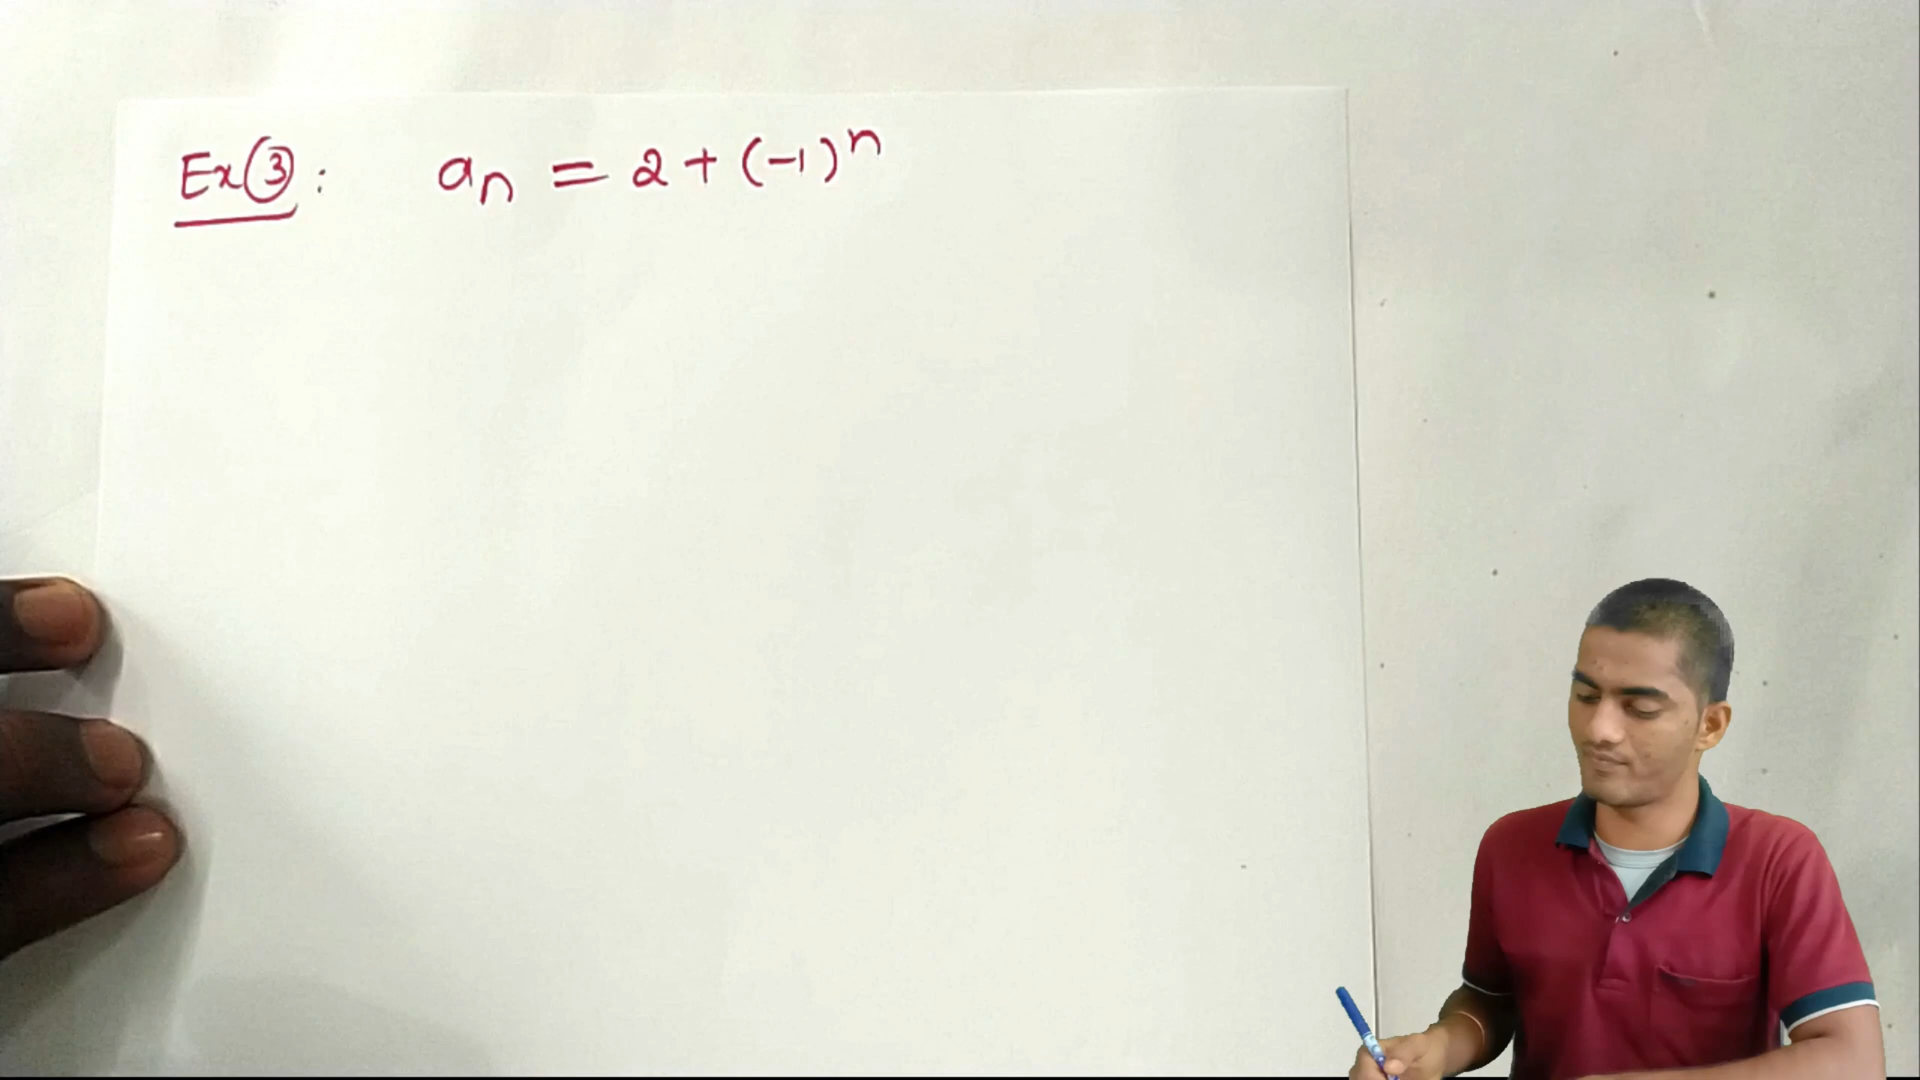 Ex③: aₙ = 2 + (-1)ⁿ